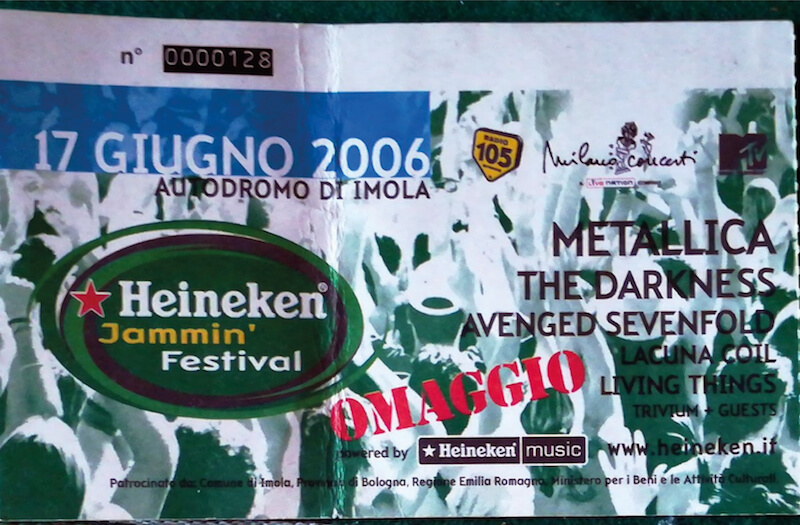 n° 0000128
17 GIUGNO 2006
AUTODROMO DI IMOLA
RADIO 105
Milano concerti
a LIVE NATION company
MTV
METALLICA
THE DARKNESS
AVENGED SEVENFOLD
LACUNA COIL
LIVING THINGS
TRIVIUM + GUESTS
Heineken®
Jammin'
Festival
OMAGGIO
powered by Heineken music www.heineken.it
Patrocinato da: Comune di Imola, Provincia di Bologna, Regione Emilia Romagna, Ministero per i Beni e le Attività Culturali